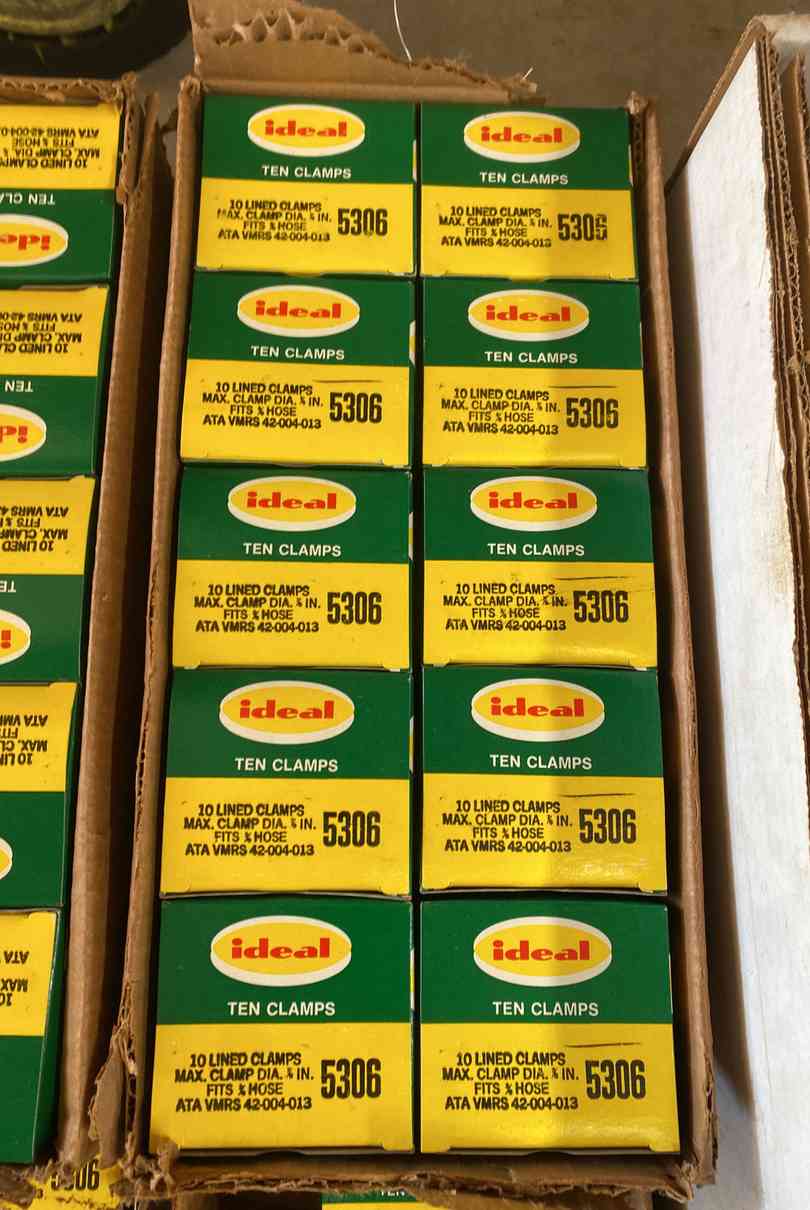 ideal
TEN CLAMPS
10 LINED CLAMPS
MAX. CLAMP DIA. IN.
FITS HOSE
ATA VMRS 42-004-013
5306
ideal
TEN CLAMPS
10 LINED CLAMPS
MAX. CLAMP DIA. IN.
FITS HOSE
ATA VMRS 42-004-013
5306
ideal
TEN CLAMPS
10 LINED CLAMPS
MAX. CLAMP DIA. IN.
FITS HOSE
ATA VMRS 42-004-013
5306
ideal
TEN CLAMPS
10 LINED CLAMPS
MAX. CLAMP DIA. IN.
FITS HOSE
ATA VMRS 42-004-013
5306
ideal
TEN CLAMPS
10 LINED CLAMPS
MAX. CLAMP DIA. IN.
FITS HOSE
ATA VMRS 42-004-013
5306
ideal
TEN CLAMPS
10 LINED CLAMPS
MAX. CLAMP DIA. IN.
FITS HOSE
ATA VMRS 42-004-013
5306
ideal
TEN CLAMPS
10 LINED CLAMPS
MAX. CLAMP DIA. IN.
FITS HOSE
ATA VMRS 42-004-013
5306
ideal
TEN CLAMPS
10 LINED CLAMPS
MAX. CLAMP DIA. IN.
FITS HOSE
ATA VMRS 42-004-013
5306
ideal
TEN CLAMPS
10 LINED CLAMPS
MAX. CLAMP DIA. IN.
FITS HOSE
ATA VMRS 42-004-013
5306
ideal
TEN CLAMPS
10 LINED CLAMPS
MAX. CLAMP DIA. IN.
FITS HOSE
ATA VMRS 42-004-013
5306